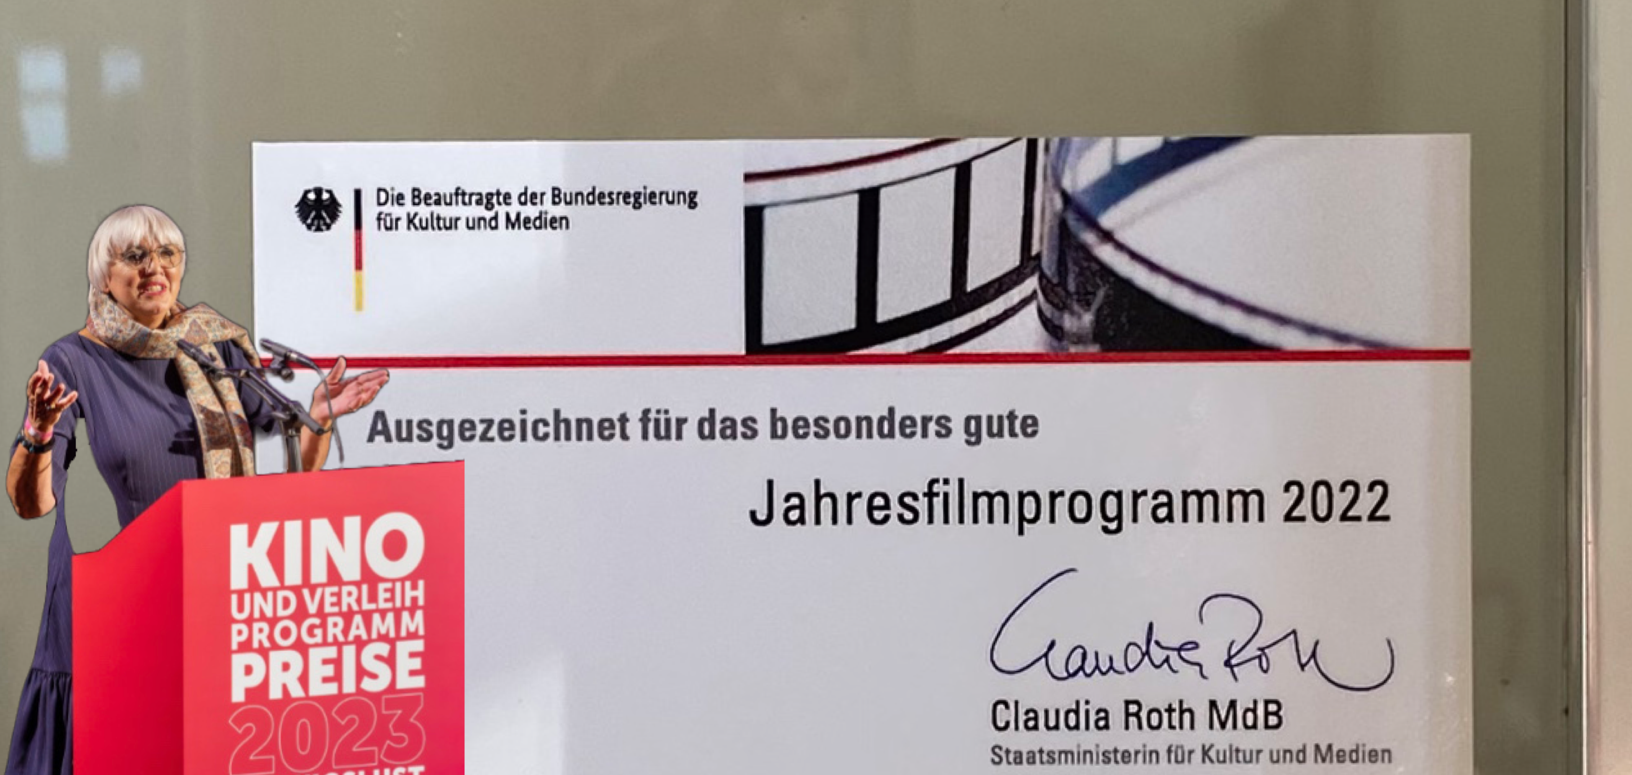 Die Beauftragte der Bundesregierung
für Kultur und Medien
Ausgezeichnet für das besonders gute
Jahresfilmprogramm 2022
Claudia Roth
Claudia Roth MdB
Staatsministerin für Kultur und Medien
KINO
UND VERLEIH
PROGRAMM
PREISE
2023